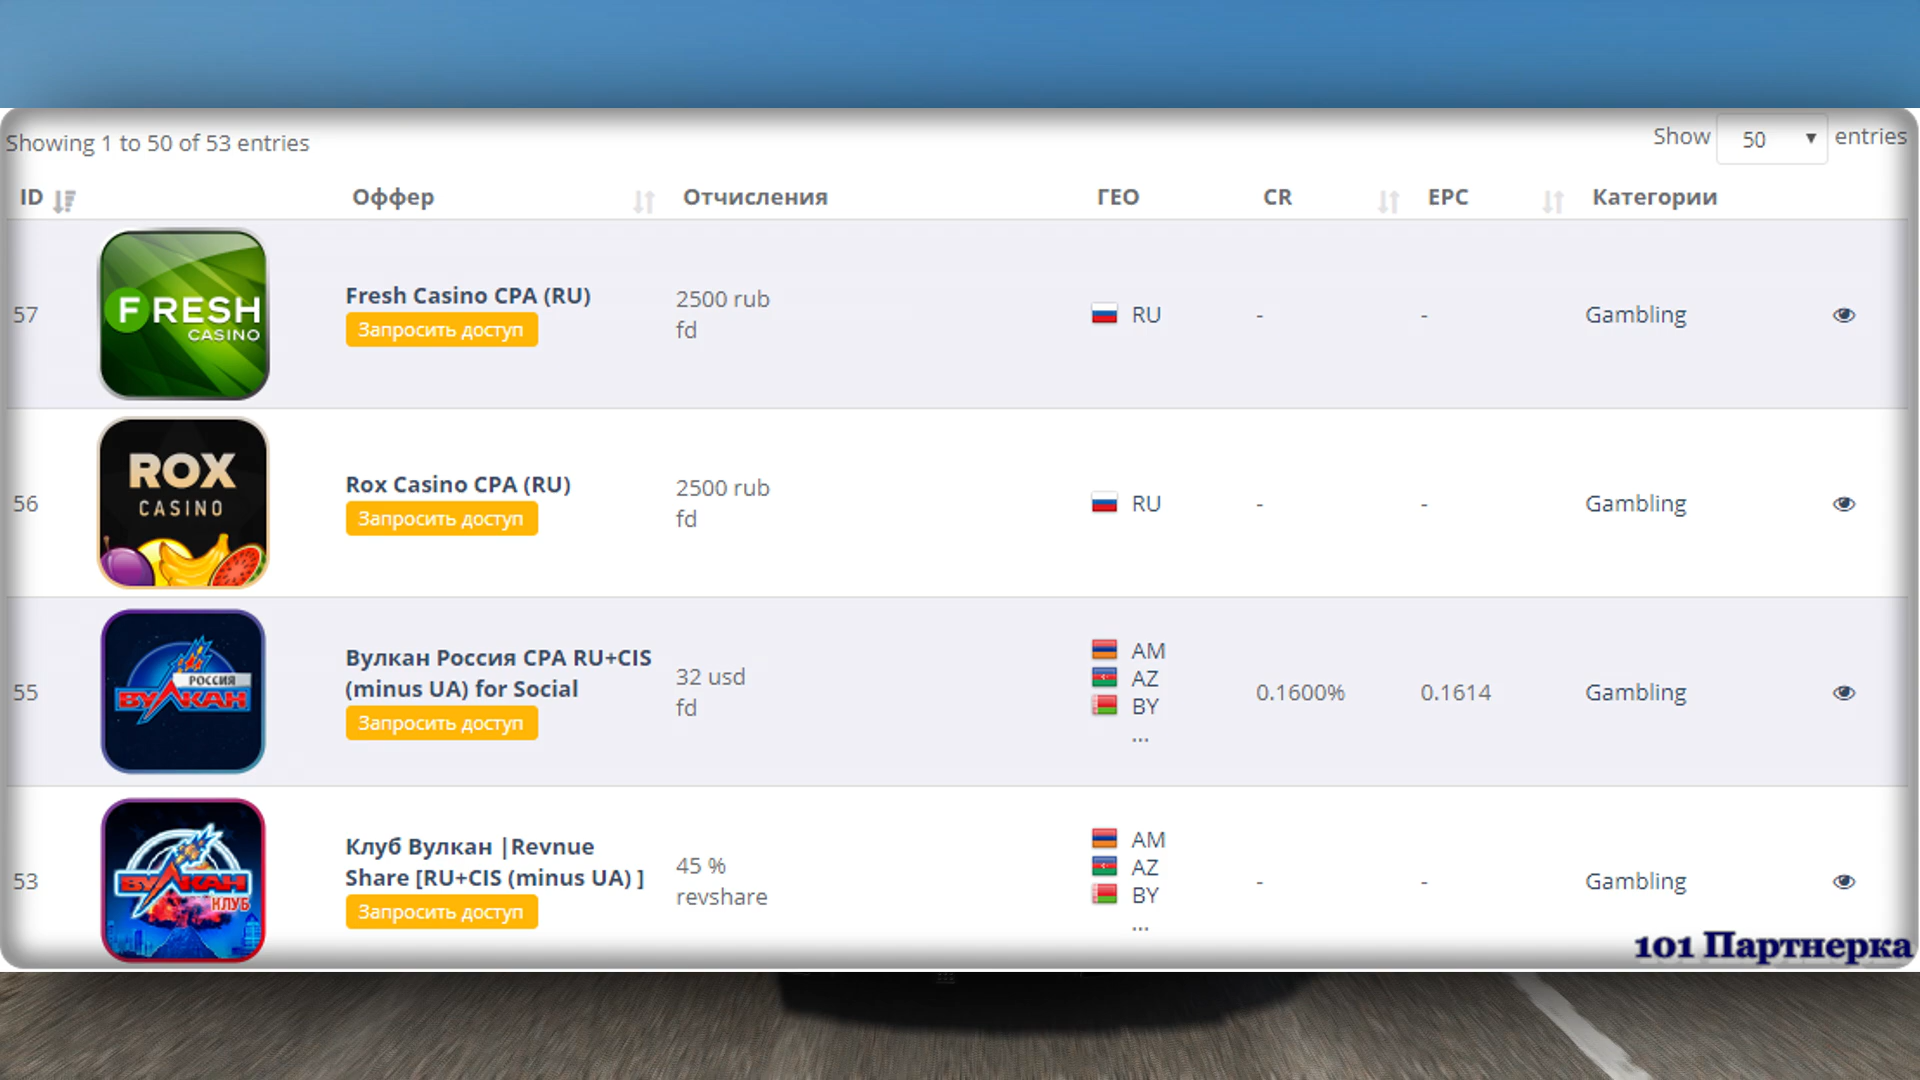 Showing 1 to 50 of 53 entries
Show 50 entries
ID Оффер Отчисления ГЕО CR EPC Категории
57
FRESH
CASINO
Fresh Casino CPA (RU)
Запросить доступ
2500 rub
fd
RU
-
-
Gambling
56
ROX
CASINO
Rox Casino CPA (RU)
Запросить доступ
2500 rub
fd
RU
-
-
Gambling
55
РОССИЯ
ВУЛКАН
Вулкан Россия CPA RU+CIS
(minus UA) for Social
Запросить доступ
32 usd
fd
AM
AZ
BY
...
0.1600%
0.1614
Gambling
53
ВУЛКАН
КЛУБ
Клуб Вулкан |Revnue
Share [RU+CIS (minus UA) ]
Запросить доступ
45 %
revshare
AM
AZ
BY
...
-
-
Gambling
101 Партнерка